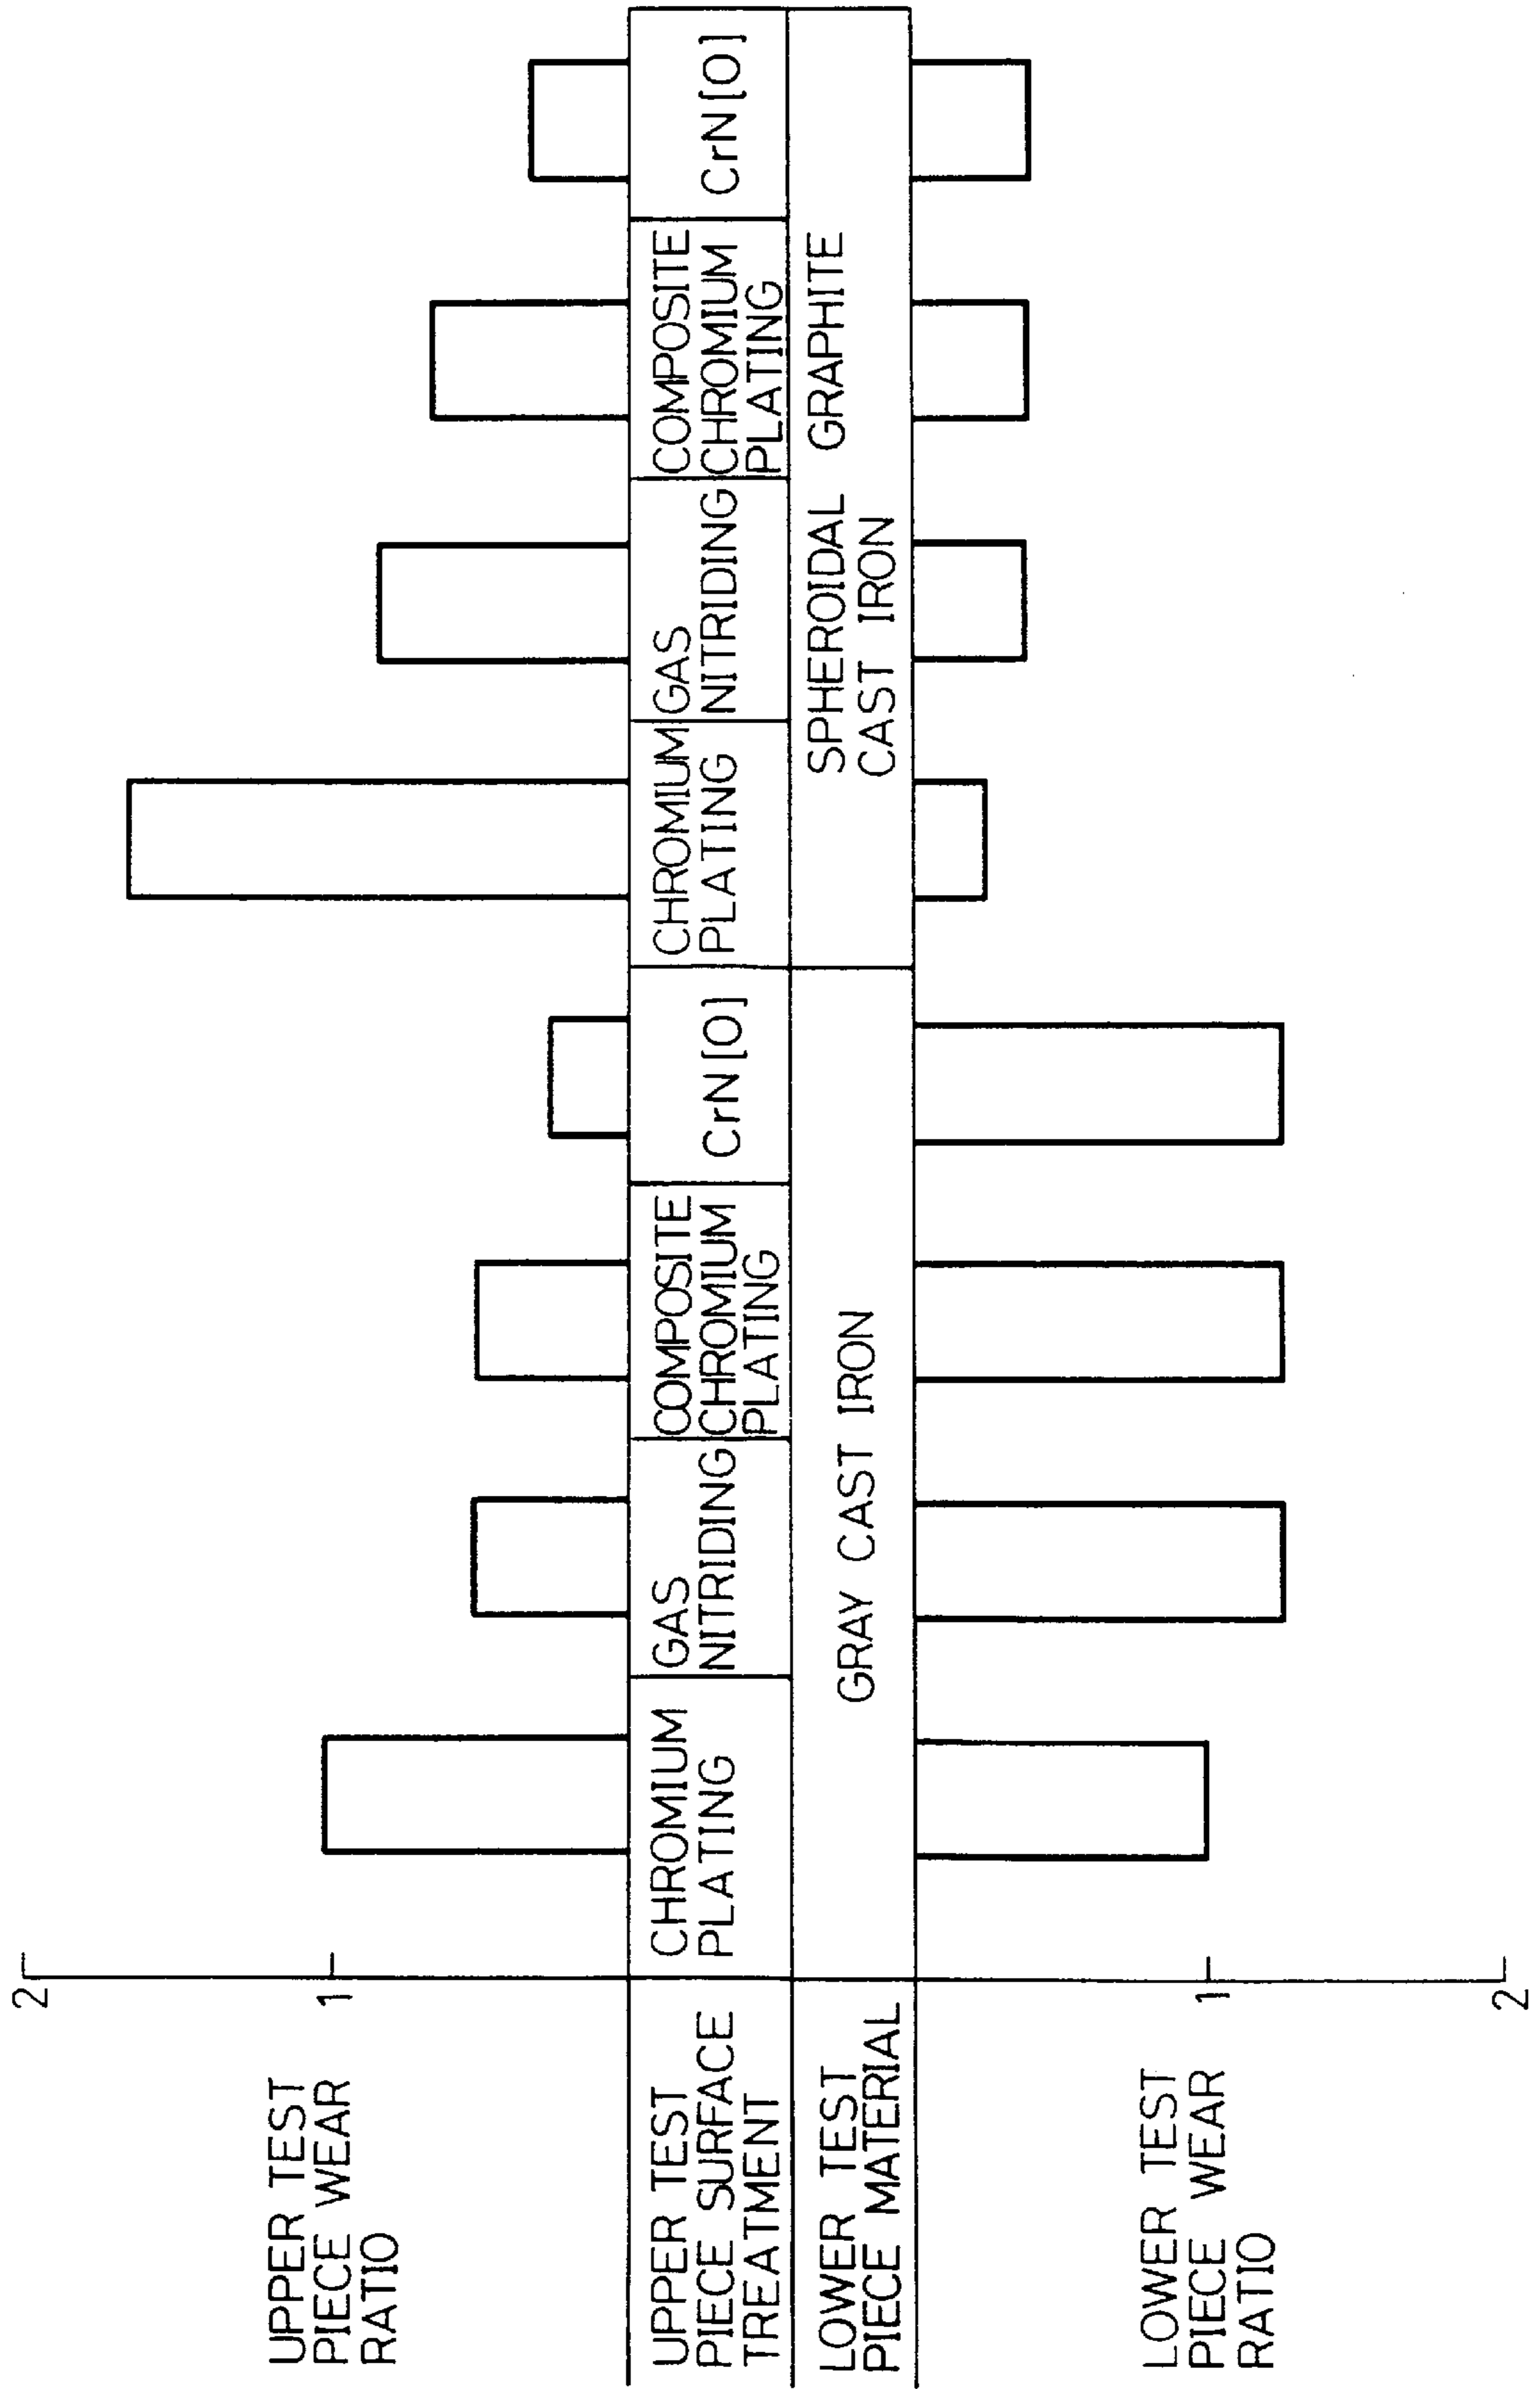 UPPER TEST
PIECE WEAR
RATIO
2
1
UPPER TEST
PIECE SURFACE
TREATMENT
CHROMIUM
PLATING
GAS
NITRIDING
COMPOSITE
CHROMIUM
PLATING
CrN[O]
CHROMIUM
PLATING
GAS
NITRIDING
COMPOSITE
CHROMIUM
PLATING
CrN[O]
LOWER TEST
PIECE MATERIAL
GRAY CAST IRON
SPHEROIDAL GRAPHITE
CAST IRON
LOWER TEST
PIECE WEAR
RATIO
1
2